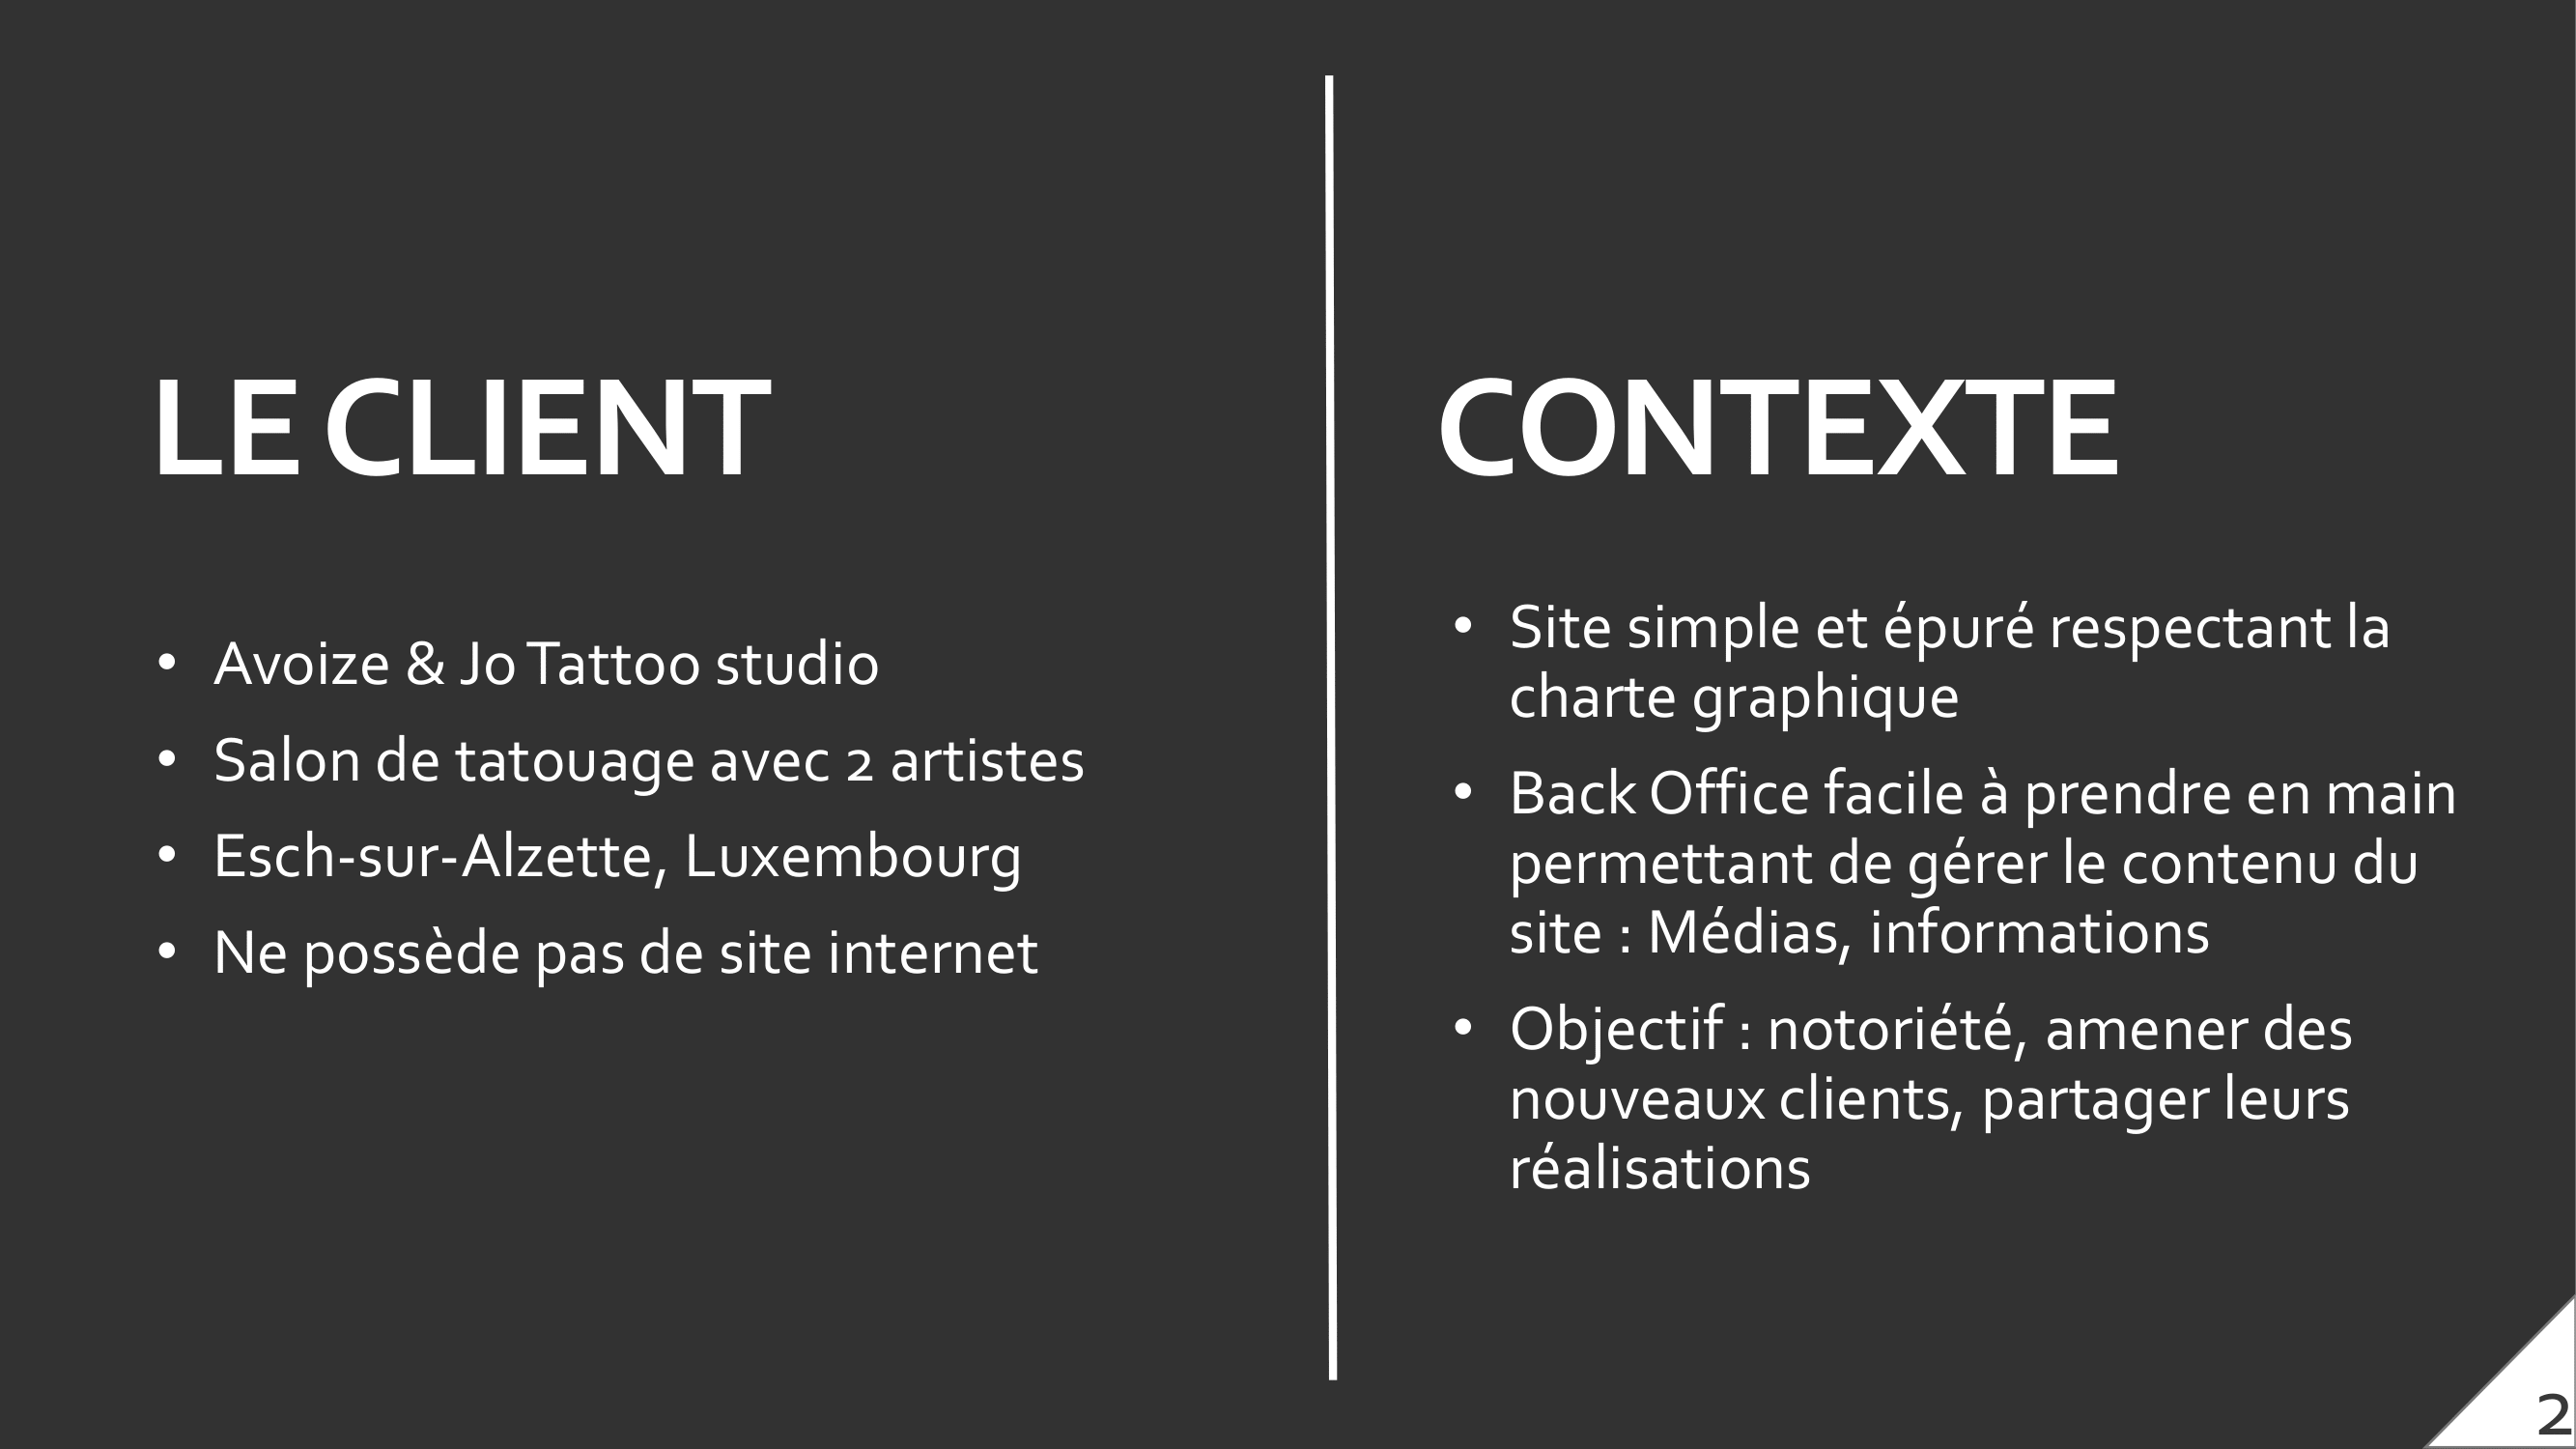 LE CLIENT
• Avoize & Jo Tattoo studio
• Salon de tatouage avec 2 artistes
• Esch-sur-Alzette, Luxembourg
• Ne possède pas de site internet
CONTEXTE
• Site simple et épuré respectant la
charte graphique
• Back Office facile à prendre en main
permettant de gérer le contenu du
site : Médias, informations
• Objectif : notoriété, amener des
nouveaux clients, partager leurs
réalisations
2